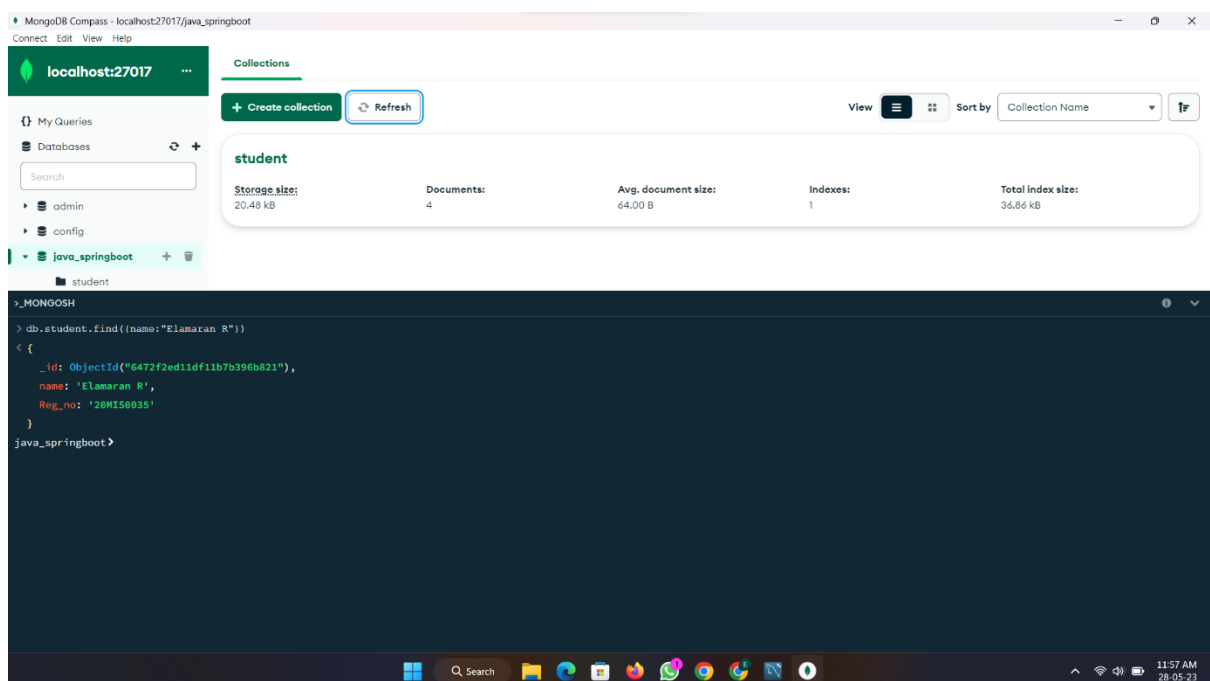 MongoDB Compass - localhost:27017/java_springboot
Connect Edit View Help
localhost:27017 ...
Collections
+ Create collection Refresh
View Sort by Collection Name
{} My Queries
Databases
Search
admin
config
java_springboot
student
student
Storage size: Documents: Avg. document size: Indexes: Total index size:
20.48 kB 4 64.00 B 1 36.86 kB
>_MONGOSH
> db.student.find({name:"Elamaran R"})
< {
_id: ObjectId("6472f2ed11df11b7b396b821"),
name: 'Elamaran R',
Reg_no: '20MIS0035'
}
java_springboot>
Search
1
E
11:57 AM
28-05-23